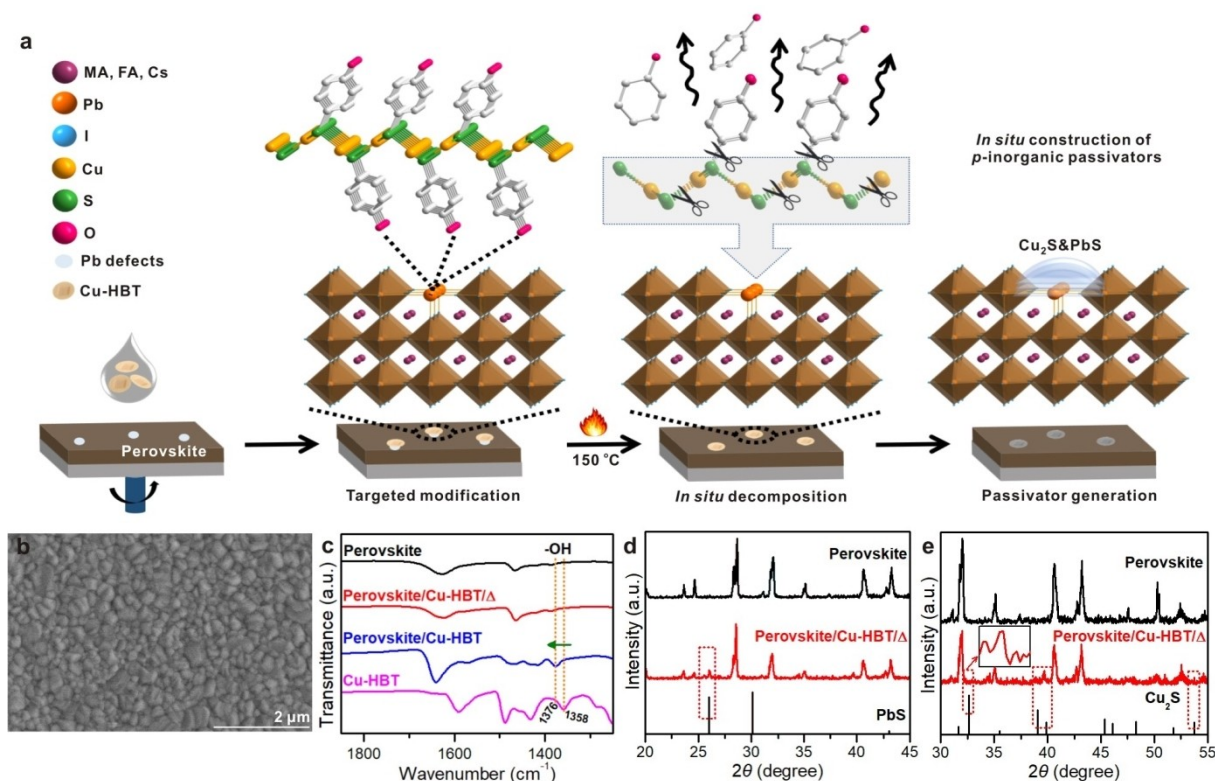 a
MA, FA, Cs
Pb
I
Cu
S
O
Pb defects
Cu-HBT
In situ construction of
p-inorganic passivators
Cu₂S&PbS
Perovskite
150 °C
Targeted modification
In situ decomposition
Passivator generation
b
2 μm
c
Perovskite
-OH
Perovskite/Cu-HBT/Δ
Perovskite/Cu-HBT
Cu-HBT
1376
1358
Transmittance (a.u.)
1800 1600 1400
Wavenumber (cm⁻¹)
d
Perovskite
Perovskite/Cu-HBT/Δ
PbS
Intensity (a.u.)
20 25 30 35 40 45
2θ (degree)
e
Perovskite
Perovskite/Cu-HBT/Δ
Cu₂S
Intensity (a.u.)
30 35 40 45 50 55
2θ (degree)